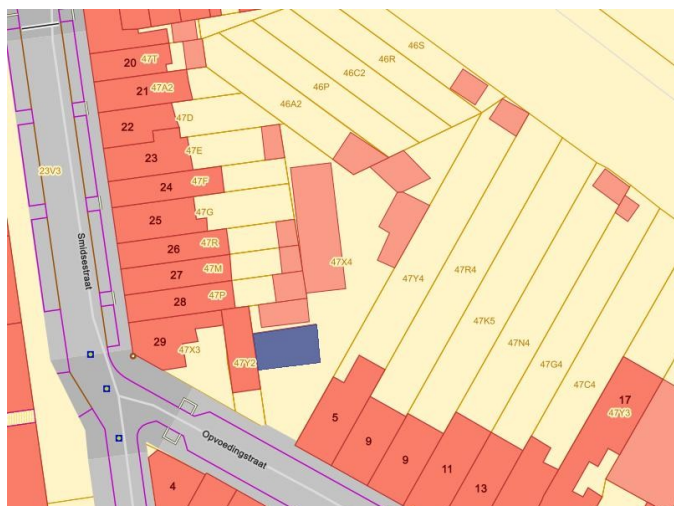 46S
46R
46C2
46P
46A2
20
47T
21
47A2
47D
22
47E
23
23V3
24
47F
47G
25
Smidsestraat
26
47R
27
47M
47X4
28
47P
47Y4
47R4
47K5
47N4
47G4
47C4
29
47X3
47Y2
5
9
9
11
13
17
47Y3
Opvoedingstraat
4